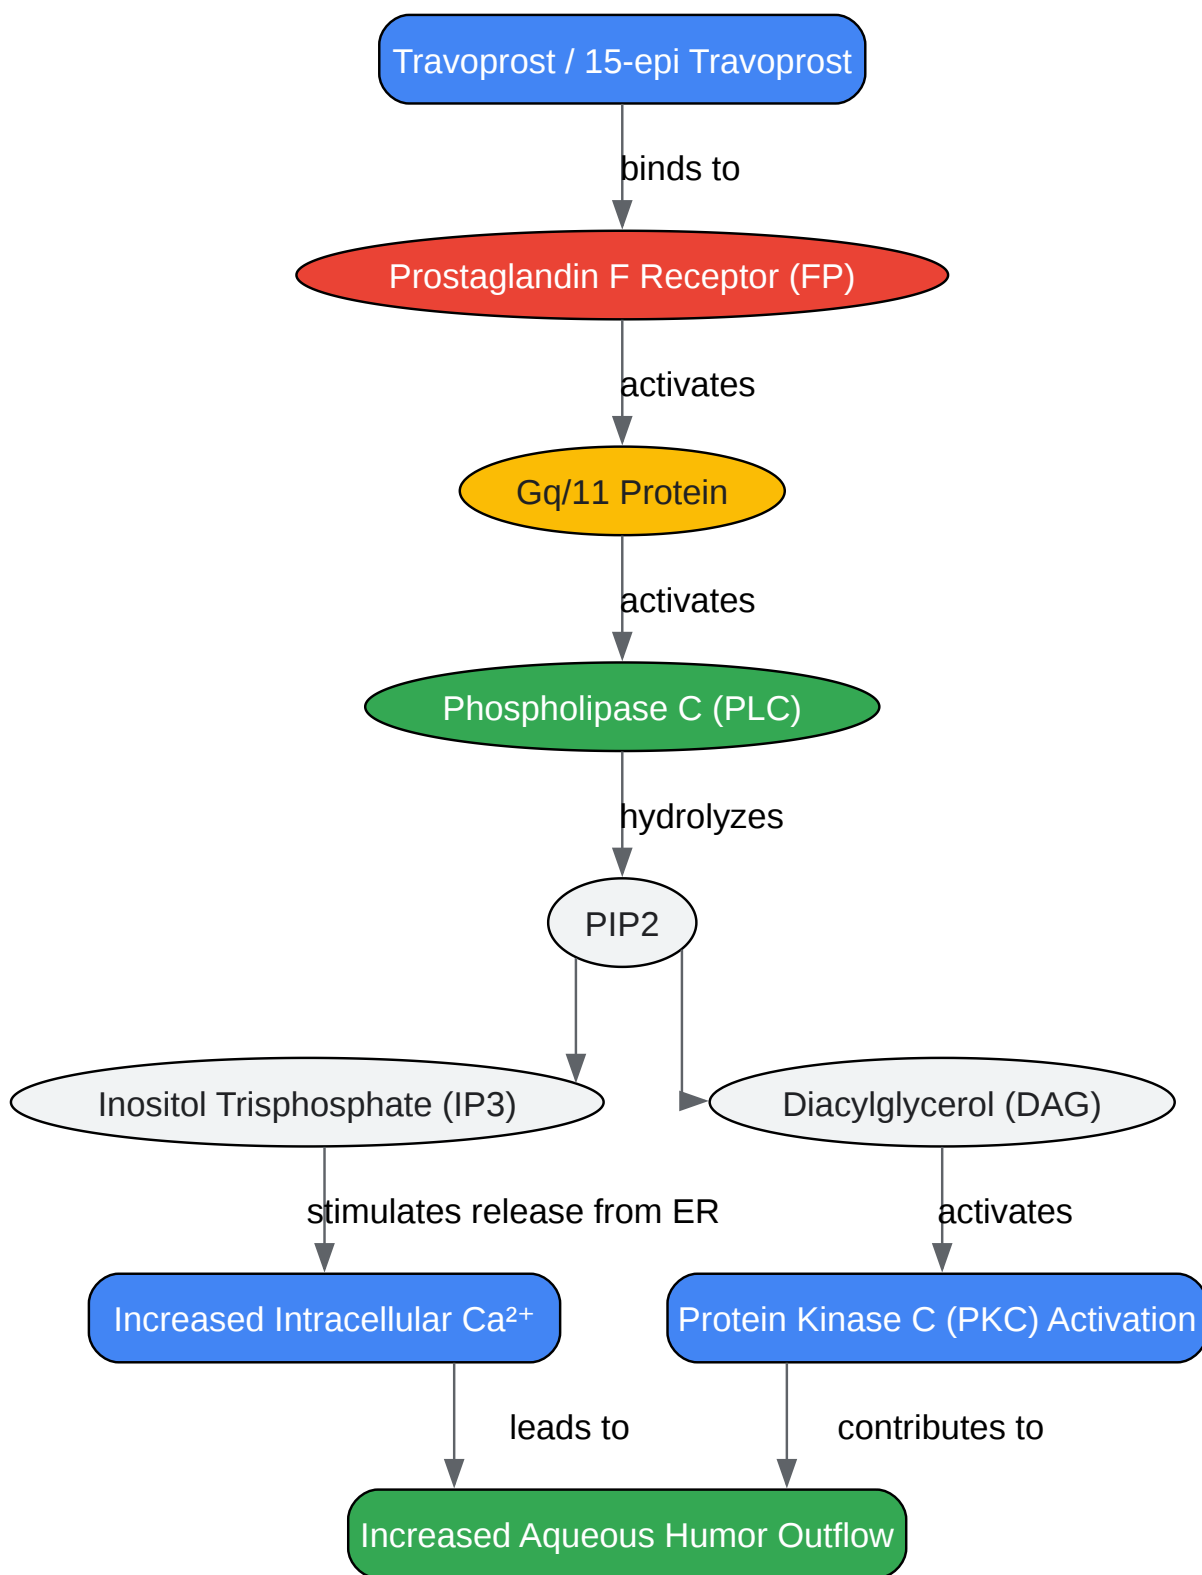 Travoprost / 15-epi Travoprost
binds to
Prostaglandin F Receptor (FP)
activates
Gq/11 Protein
activates
Phospholipase C (PLC)
hydrolyzes
PIP2
Inositol Trisphosphate (IP3)
Diacylglycerol (DAG)
stimulates release from ER
activates
Increased Intracellular Ca²⁺
Protein Kinase C (PKC) Activation
leads to
contributes to
Increased Aqueous Humor Outflow